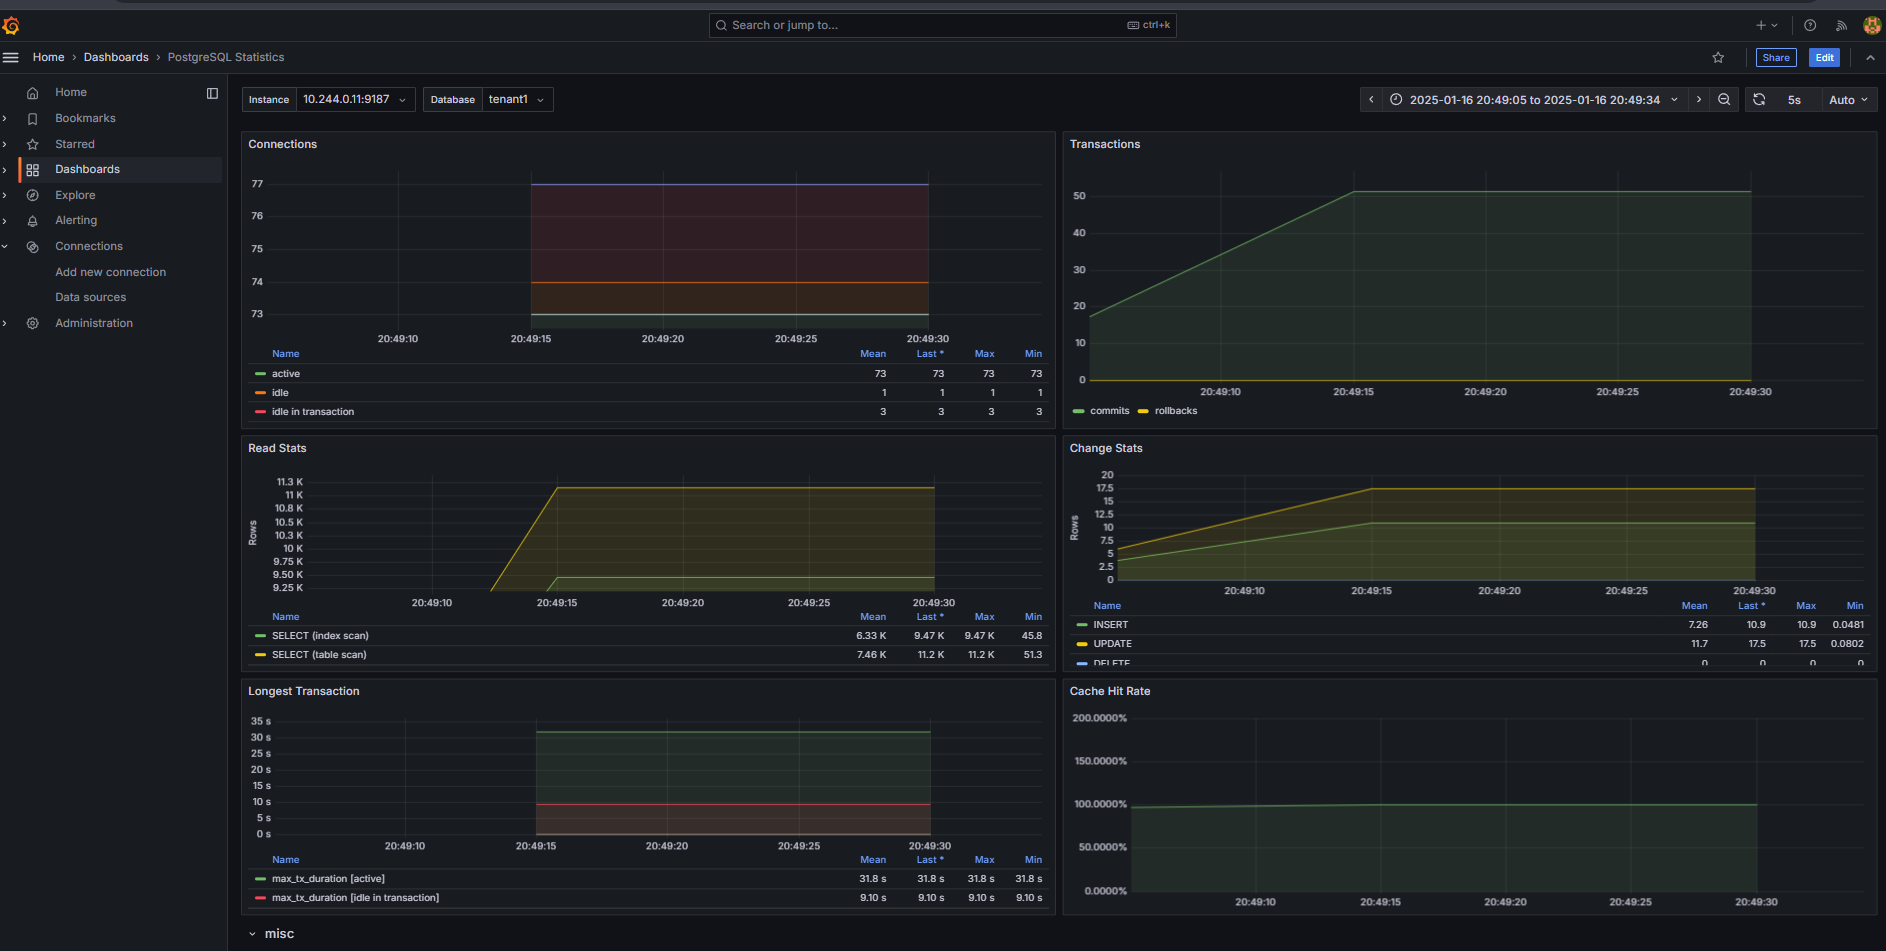 Search or jump to...
ctrl+k
Home › Dashboards › PostgreSQL Statistics
Share
Edit
Home
Bookmarks
Starred
Dashboards
Explore
Alerting
Connections
Add new connection
Data sources
Administration
Instance 10.244.0.11:9187
Database tenant1
2025-01-16 20:49:05 to 2025-01-16 20:49:34
5s
Auto
Connections
77
76
75
74
73
20:49:10 20:49:15 20:49:20 20:49:25 20:49:30
Name Mean Last * Max Min
active 73 73 73 73
idle 1 1 1 1
idle in transaction 3 3 3 3
Transactions
50
40
30
20
10
0
20:49:10 20:49:15 20:49:20 20:49:25 20:49:30
commits rollbacks
Read Stats
Rows
11.3 K
11 K
10.8 K
10.5 K
10.3 K
10 K
9.75 K
9.50 K
9.25 K
20:49:10 20:49:15 20:49:20 20:49:25 20:49:30
Name Mean Last * Max Min
SELECT (index scan) 6.33 K 9.47 K 9.47 K 45.8
SELECT (table scan) 7.46 K 11.2 K 11.2 K 51.3
Change Stats
Rows
20
17.5
15
12.5
10
7.5
5
2.5
0
20:49:10 20:49:15 20:49:20 20:49:25 20:49:30
Name Mean Last * Max Min
INSERT 7.26 10.9 10.9 0.0481
UPDATE 11.7 17.5 17.5 0.0802
DELETE 0 0 0 0
Longest Transaction
35 s
30 s
25 s
20 s
15 s
10 s
5 s
0 s
20:49:10 20:49:15 20:49:20 20:49:25 20:49:30
Name Mean Last * Max Min
max_tx_duration [active] 31.8 s 31.8 s 31.8 s 31.8 s
max_tx_duration [idle in transaction] 9.10 s 9.10 s 9.10 s 9.10 s
Cache Hit Rate
200.0000%
150.0000%
100.0000%
50.0000%
0.0000%
20:49:10 20:49:15 20:49:20 20:49:25 20:49:30
misc